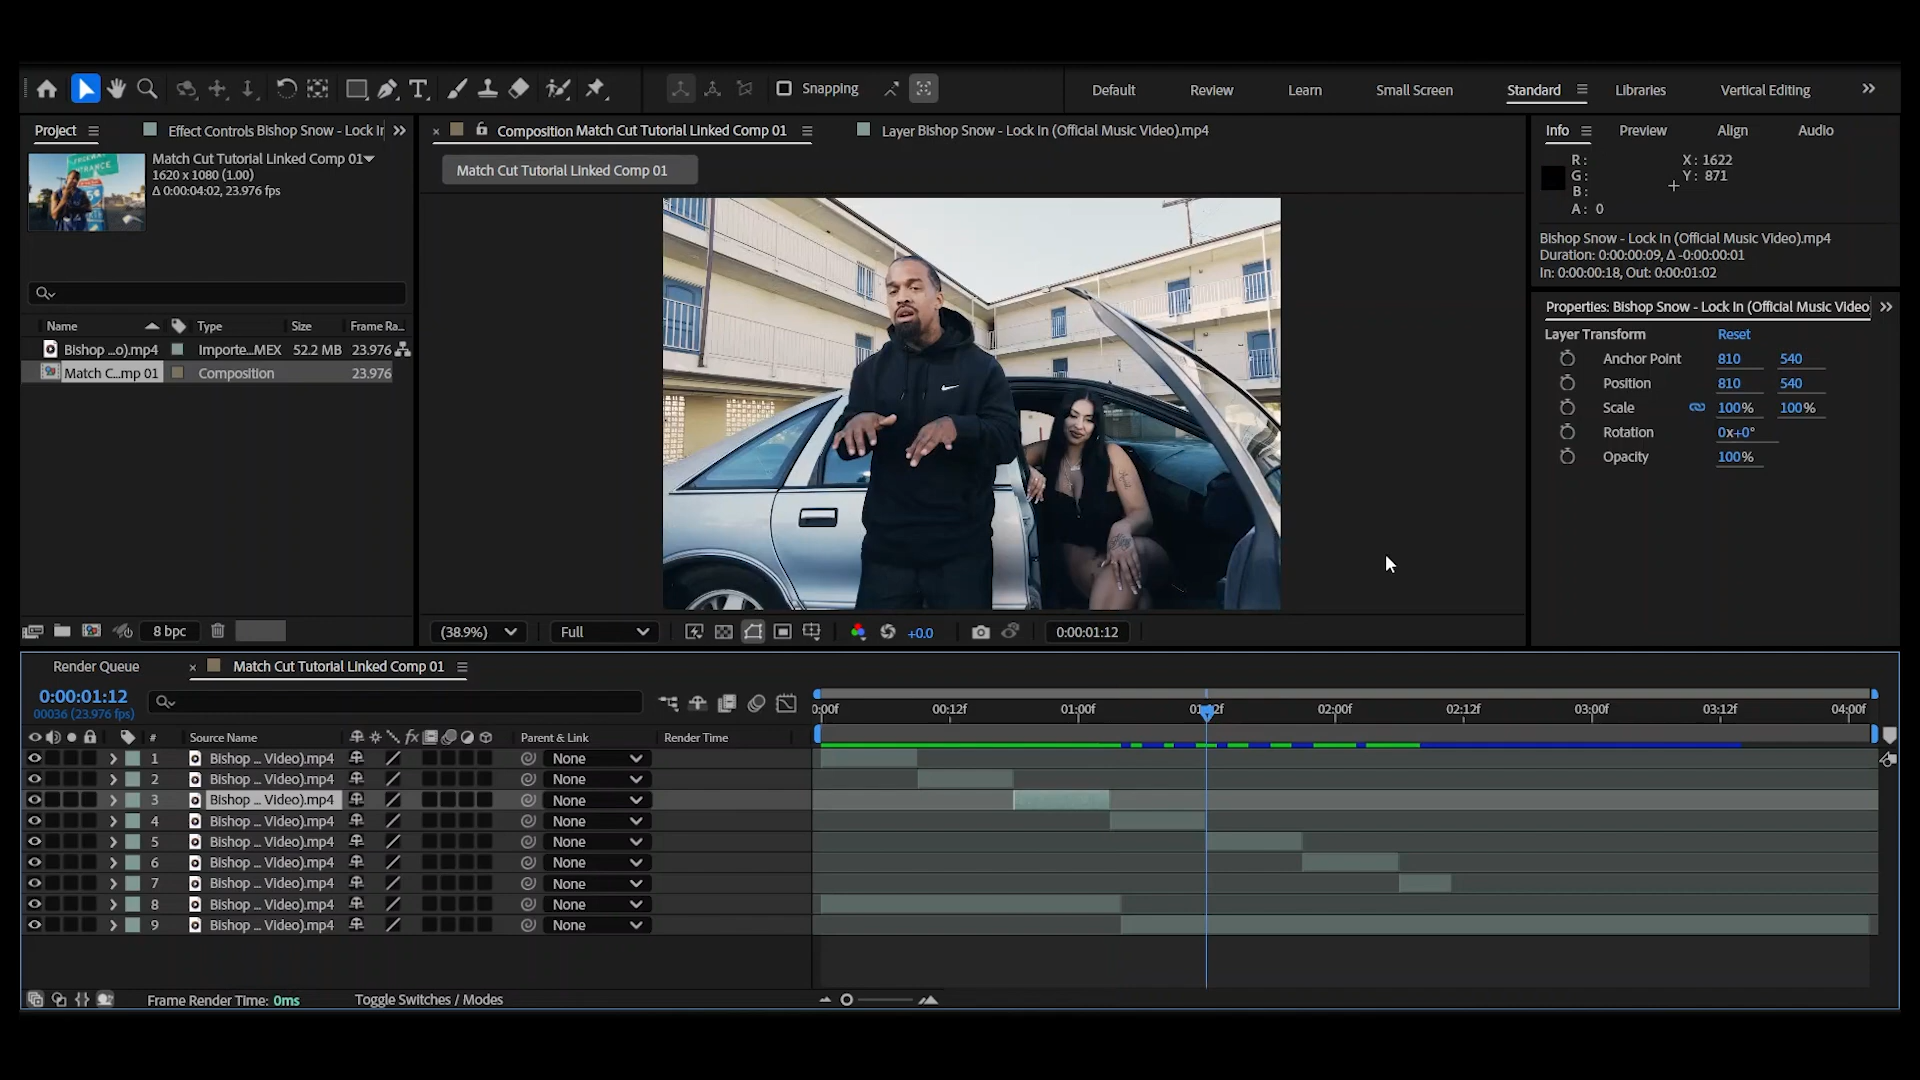 Snapping
Default
Review
Learn
Small Screen
Standard
Libraries
Vertical Editing
Project
Effect Controls Bishop Snow - Lock Ir
Composition Match Cut Tutorial Linked Comp 01
Layer Bishop Snow - Lock In (Official Music Video).mp4
Info
Preview
Align
Audio
Match Cut Tutorial Linked Comp 01
1620 x 1080 (1.00)
Δ 0:00:04:02, 23.976 fps
Match Cut Tutorial Linked Comp 01
R :
G :
B :
A : 0
X : 1622
Y : 871
Bishop Snow - Lock In (Official Music Video).mp4
Duration: 0:00:00:09, Δ -0:00:00:01
In: 0:00:00:18, Out: 0:00:01:02
Properties: Bishop Snow - Lock In (Official Music Video
Layer Transform Reset
Anchor Point 810 540
Position 810 540
Scale 100% 100%
Rotation 0x+0°
Opacity 100%
Name Type Size Frame Ra...
Bishop ...o).mp4 Importe...MEX 52.2 MB 23.976
Match C...mp 01 Composition 23.976
8 bpc
(38.9%)
Full
+0.0
0:00:01:12
Render Queue
Match Cut Tutorial Linked Comp 01
0:00:01:12
00036 (23.976 fps)
0:00f 00:12f 01:00f 01:12f 02:00f 02:12f 03:00f 03:12f 04:00f
# Source Name fx Parent & Link Render Time
1 Bishop ... Video).mp4 None
2 Bishop ... Video).mp4 None
3 Bishop ... Video).mp4 None
4 Bishop ... Video).mp4 None
5 Bishop ... Video).mp4 None
6 Bishop ... Video).mp4 None
7 Bishop ... Video).mp4 None
8 Bishop ... Video).mp4 None
9 Bishop ... Video).mp4 None
Frame Render Time: 0ms
Toggle Switches / Modes